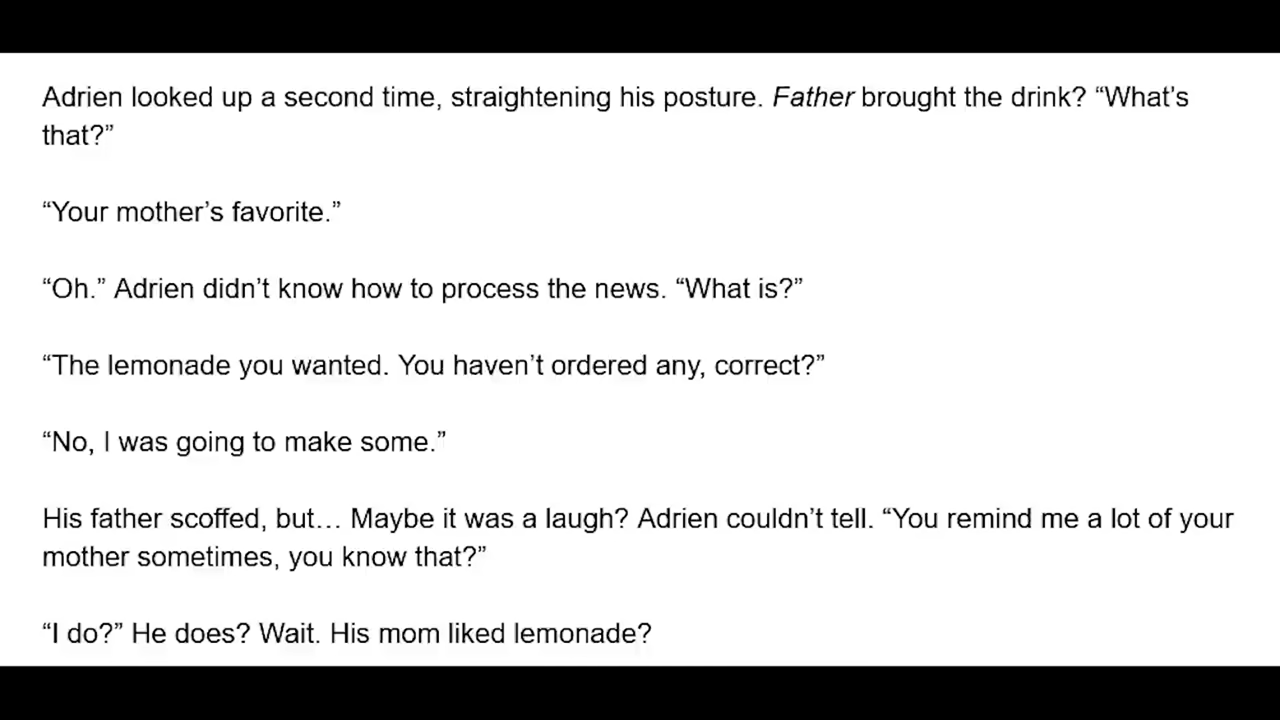 Adrien looked up a second time, straightening his posture. Father brought the drink? “What’s
that?”
“Your mother’s favorite.”
“Oh.” Adrien didn’t know how to process the news. “What is?”
“The lemonade you wanted. You haven’t ordered any, correct?”
“No, I was going to make some.”
His father scoffed, but… Maybe it was a laugh? Adrien couldn’t tell. “You remind me a lot of your
mother sometimes, you know that?”
“I do?” He does? Wait. His mom liked lemonade?